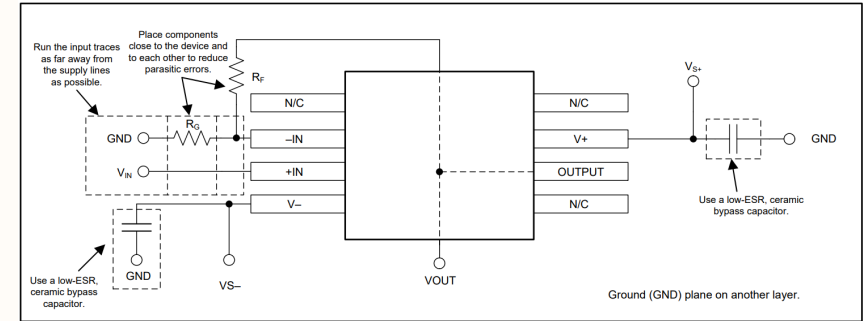 Place components
close to the device and
to each other to reduce
parasitic errors.
Run the input traces
as far away from
the supply lines
as possible.
RF
VS+
N/C
N/C
RG
GND
–IN
V+
GND
VIN
+IN
OUTPUT
V–
N/C
Use a low-ESR, ceramic
bypass capacitor.
GND
VS–
VOUT
Use a low-ESR,
ceramic bypass
capacitor.
Ground (GND) plane on another layer.